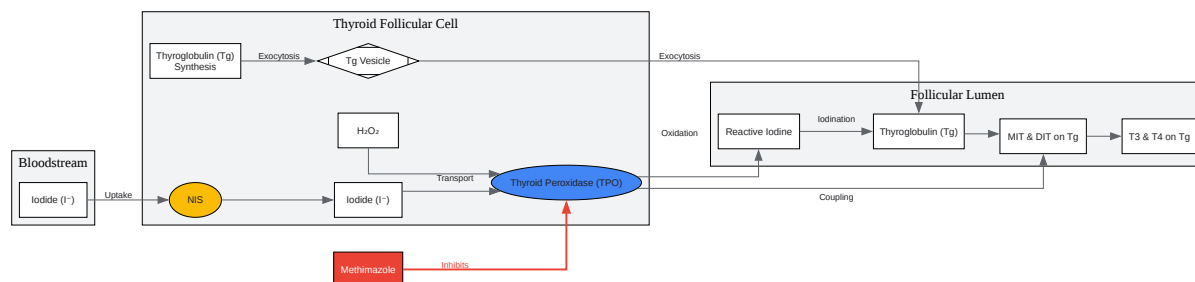 Thyroid Follicular Cell
Thyroglobulin (Tg)
Synthesis
Exocytosis
Tg Vesicle
Exocytosis
Follicular Lumen
H₂O₂
Oxidation
Reactive Iodine
Iodination
Thyroglobulin (Tg)
MIT & DIT on Tg
T3 & T4 on Tg
Bloodstream
Iodide (I⁻)
Uptake
NIS
Iodide (I⁻)
Transport
Thyroid Peroxidase (TPO)
Coupling
Methimazole
Inhibits